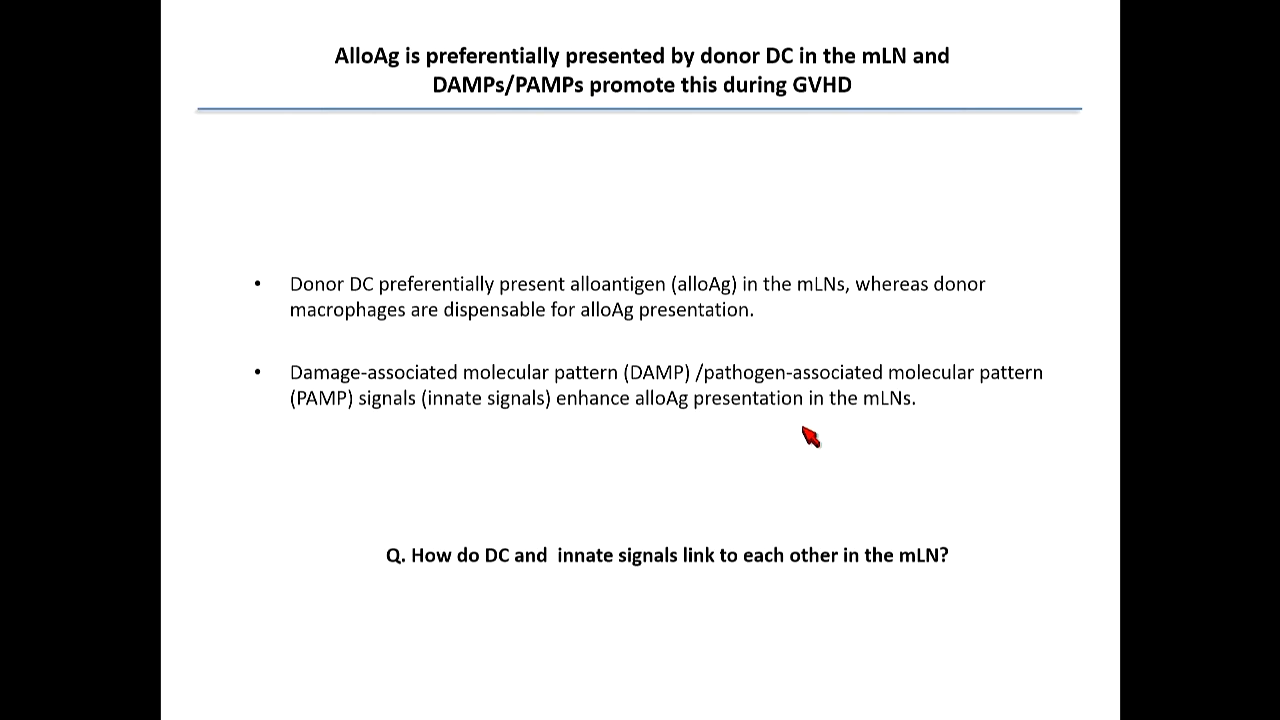 AlloAg is preferentially presented by donor DC in the mLN and
DAMPs/PAMPs promote this during GVHD
• Donor DC preferentially present alloantigen (alloAg) in the mLNs, whereas donor
macrophages are dispensable for alloAg presentation.
• Damage-associated molecular pattern (DAMP) /pathogen-associated molecular pattern
(PAMP) signals (innate signals) enhance alloAg presentation in the mLNs.
Q. How do DC and  innate signals link to each other in the mLN?